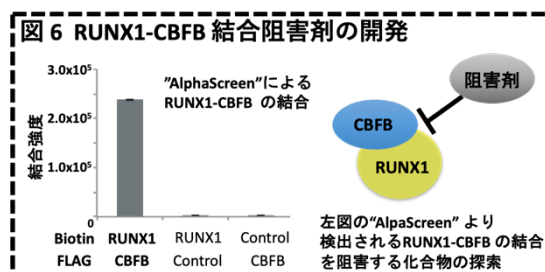 図 6 RUNX1-CBFB 結合阻害剤の開発
3.0x10⁵
2.0x10⁵
1.0x10⁵
0
結合強度
”AlphaScreen”による
RUNX1-CBFB の結合
Biotin RUNX1 RUNX1 Control
FLAG CBFB Control CBFB
阻害剤
CBFB
RUNX1
左図の“AlpaScreen” より
検出されるRUNX1-CBFB の結合
を阻害する化合物の探索